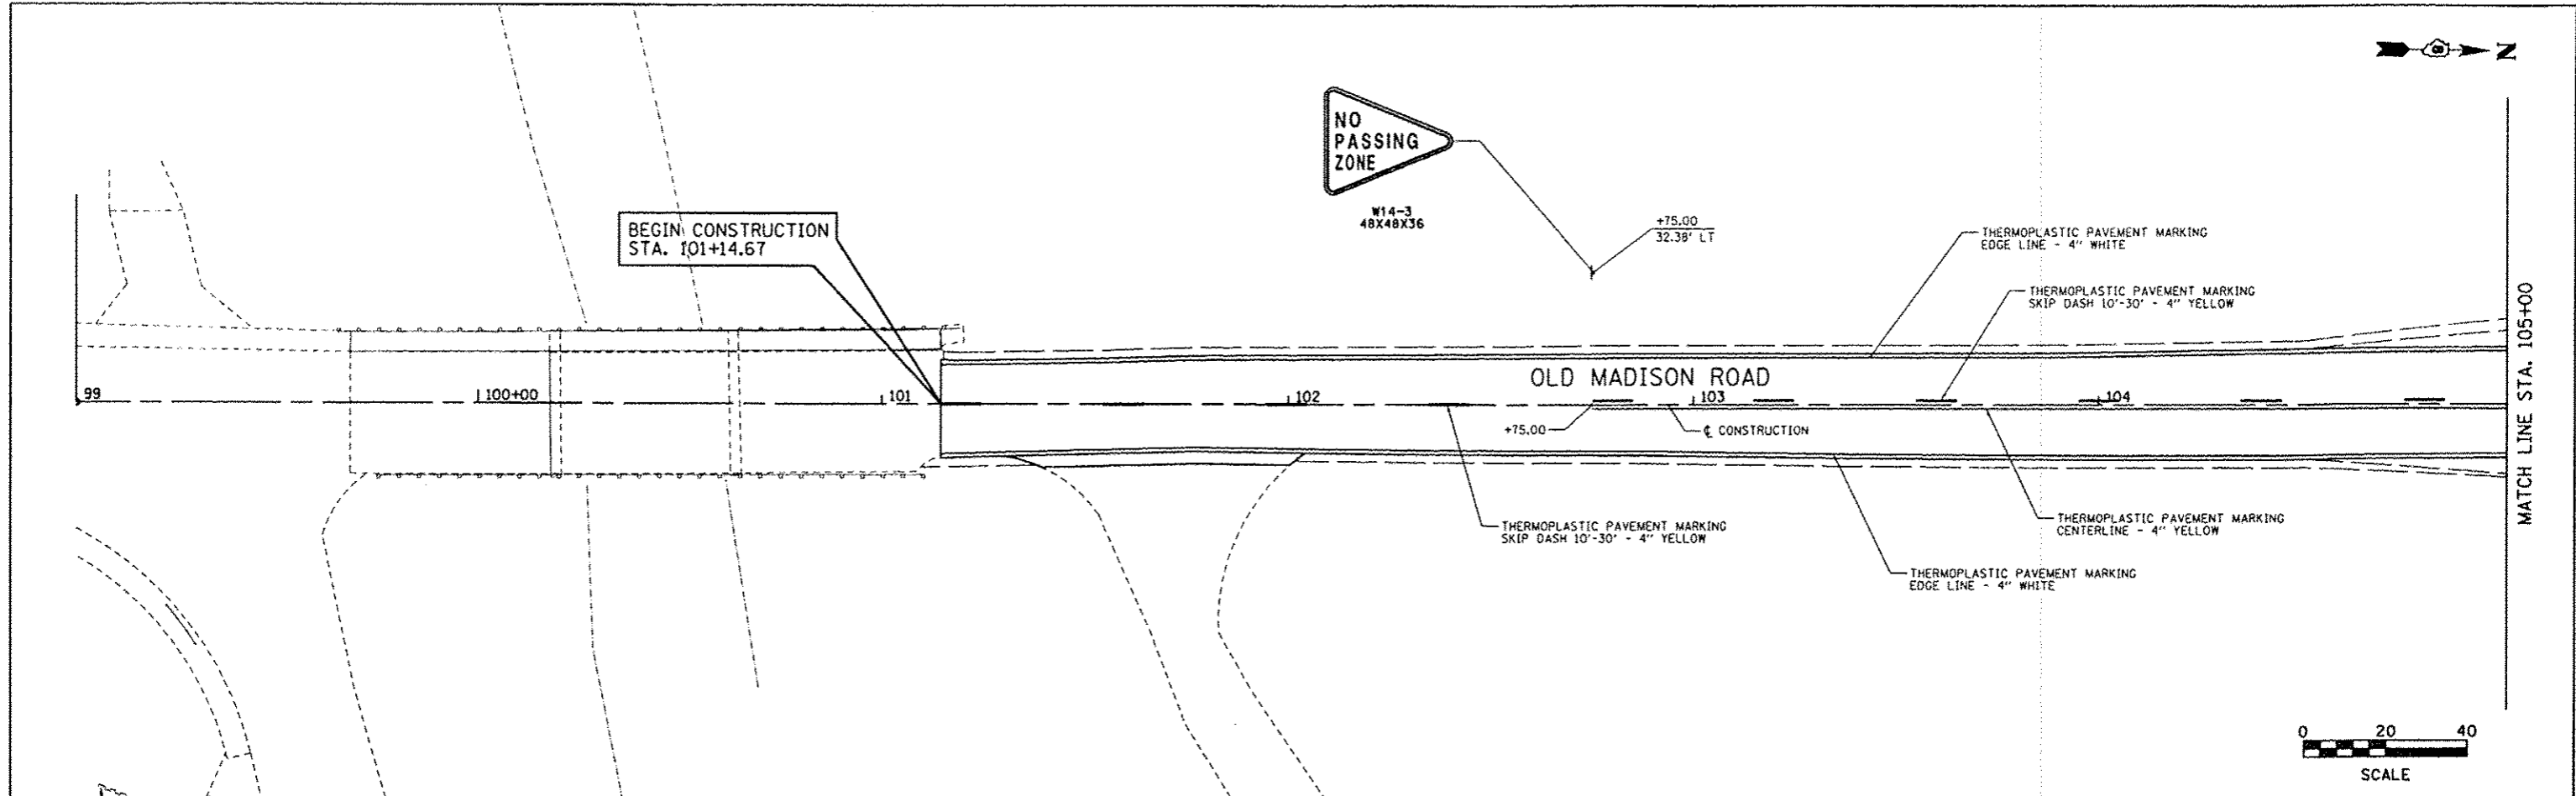 N
NO
PASSING
ZONE
W14-3
48X48X36
+75.00
32.38' LT
BEGIN CONSTRUCTION
STA. 101+14.67
THERMOPLASTIC PAVEMENT MARKING
EDGE LINE - 4" WHITE
THERMOPLASTIC PAVEMENT MARKING
SKIP DASH 10'-30' - 4" YELLOW
MATCH LINE STA. 105+00
OLD MADISON ROAD
99
100+00
101
102
103
104
+75.00
℄ CONSTRUCTION
THERMOPLASTIC PAVEMENT MARKING
SKIP DASH 10'-30' - 4" YELLOW
THERMOPLASTIC PAVEMENT MARKING
CENTERLINE - 4" YELLOW
THERMOPLASTIC PAVEMENT MARKING
EDGE LINE - 4" WHITE
0 20 40
SCALE